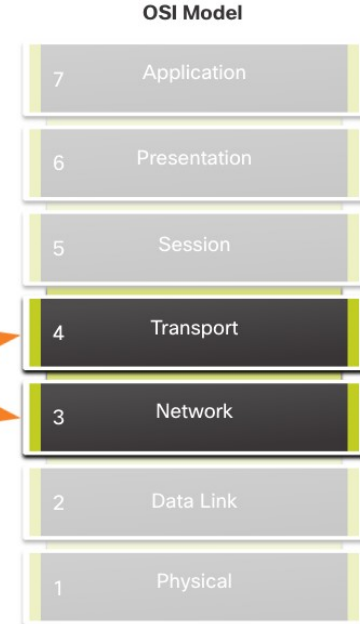 OSI Model
7 Application
6 Presentation
5 Session
4 Transport
3 Network
2 Data Link
1 Physical